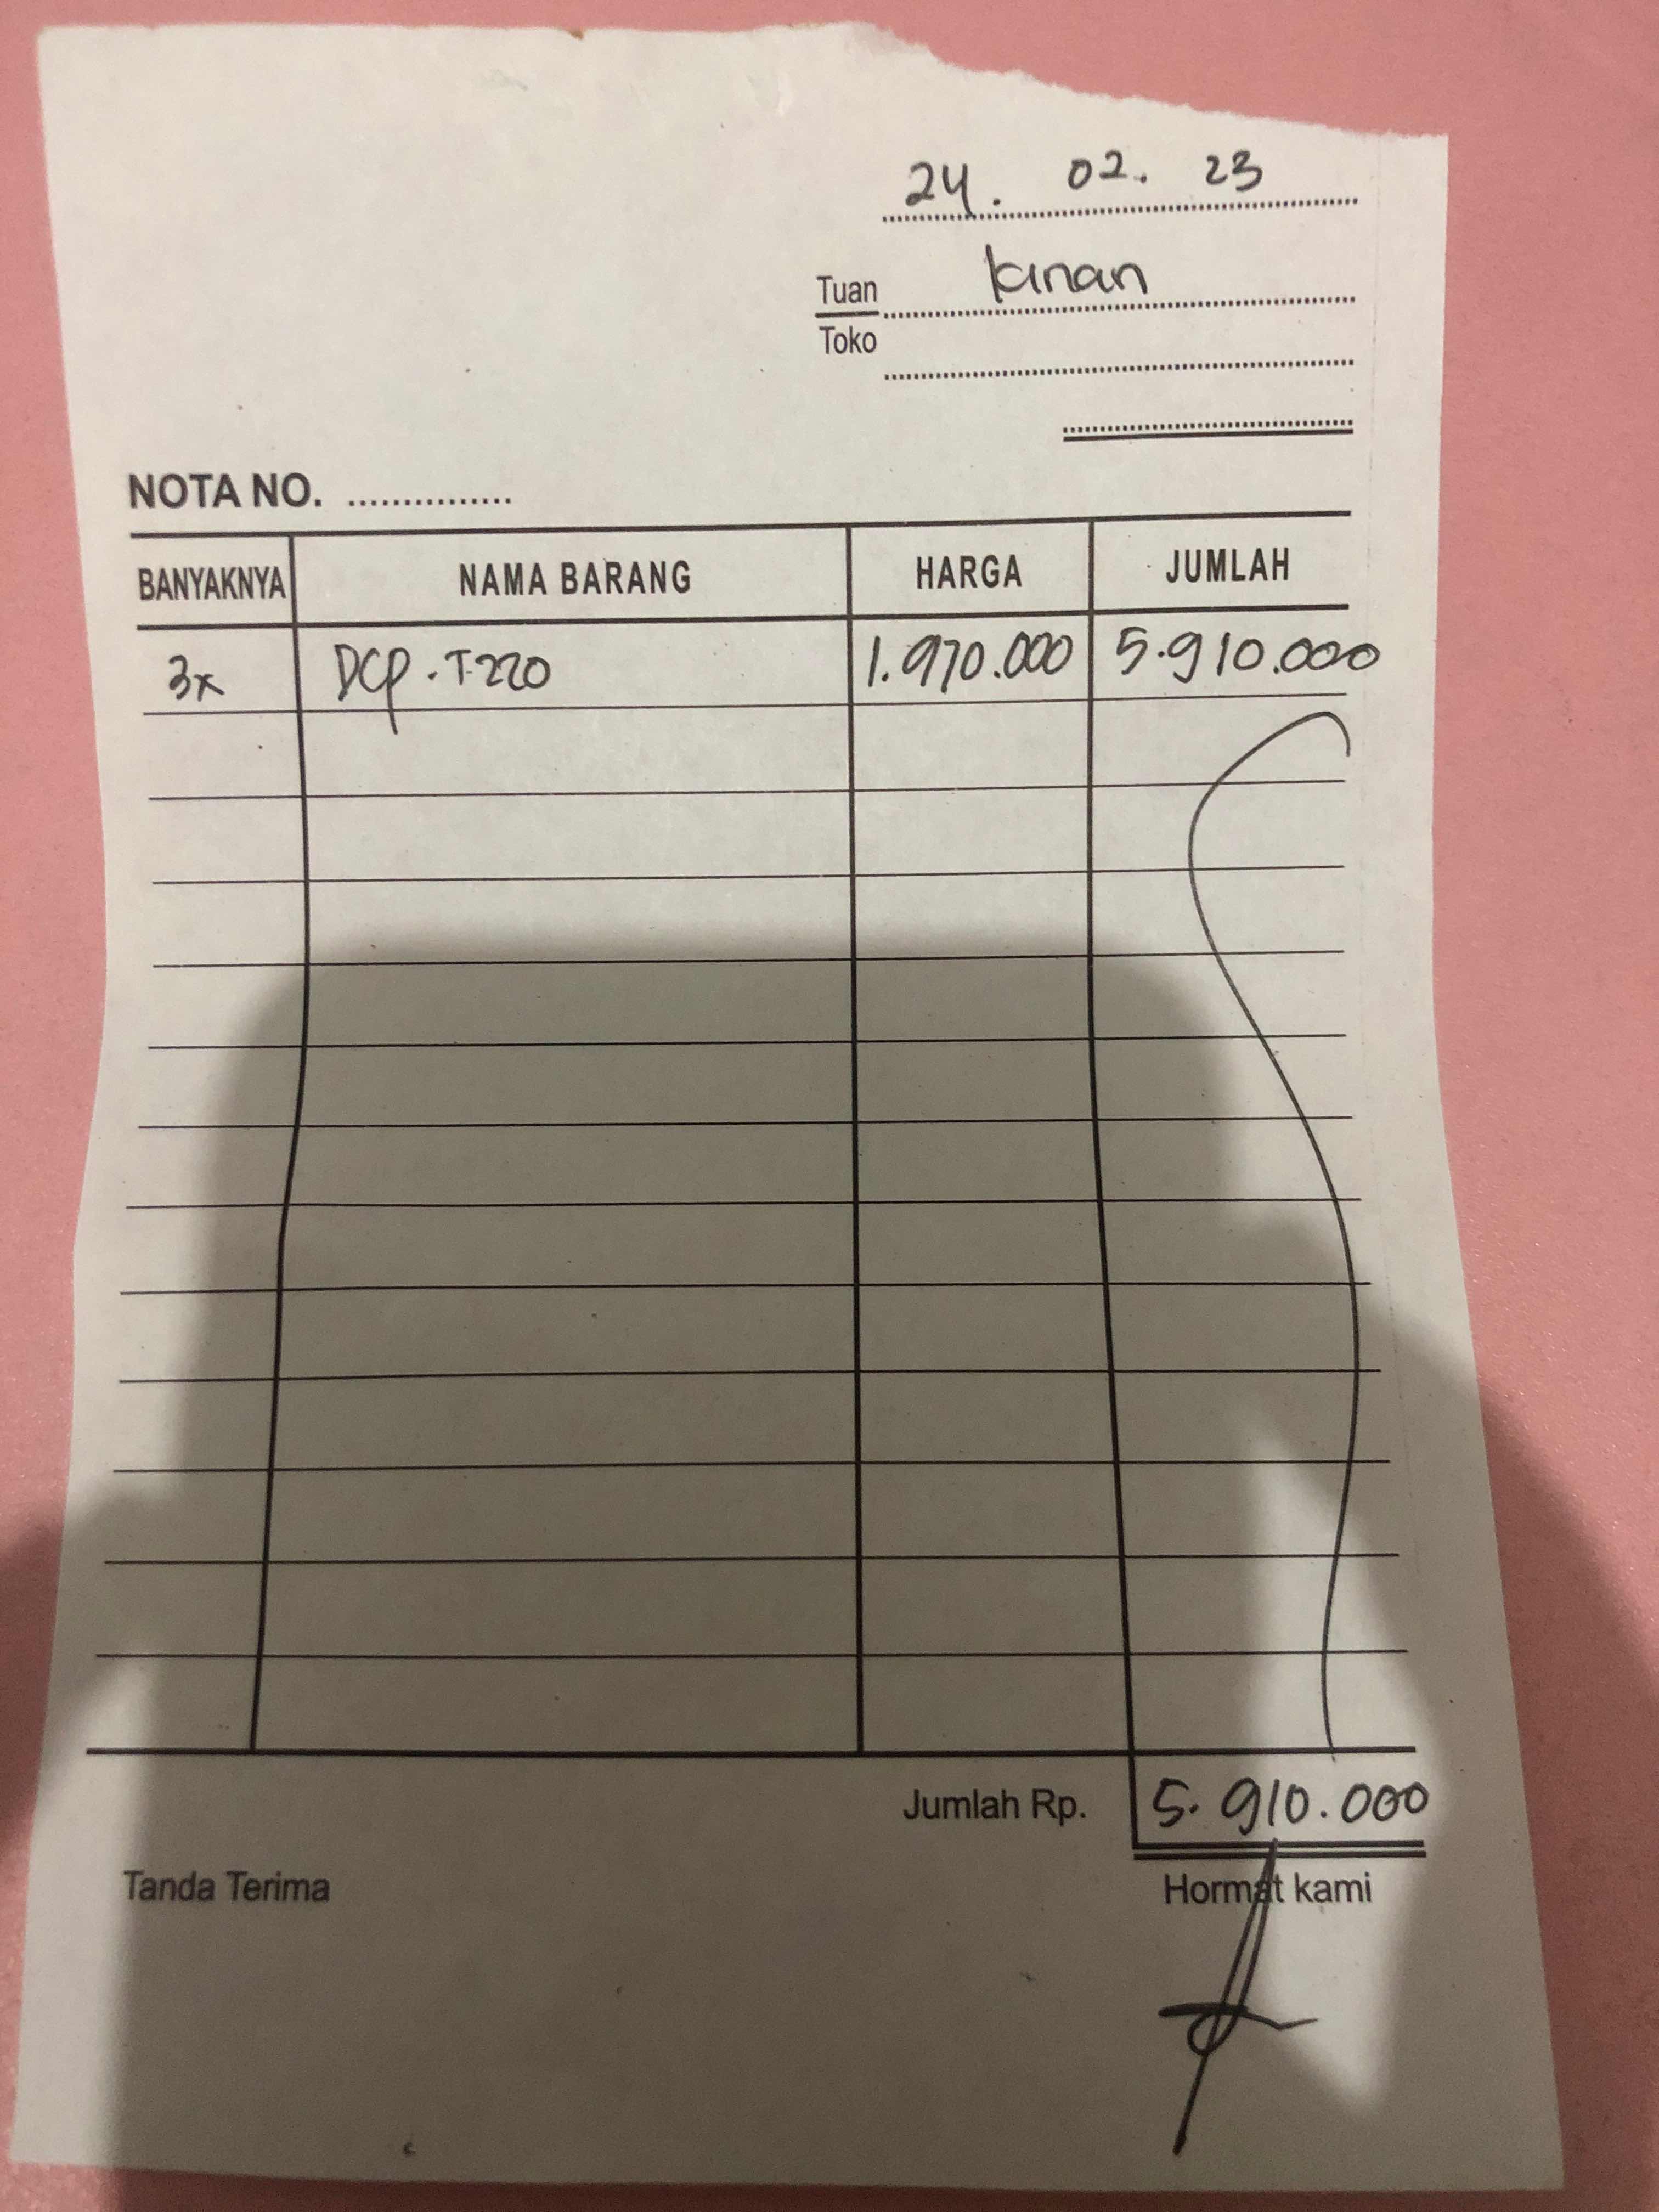 24. 02. 23
Tuan Kinan
Toko
NOTA NO. ...............
BANYAKNYA NAMA BARANG HARGA JUMLAH
3x DCP-T220 1.970.000 5.910.000
Jumlah Rp. 5.910.000
Tanda Terima Hormat kami